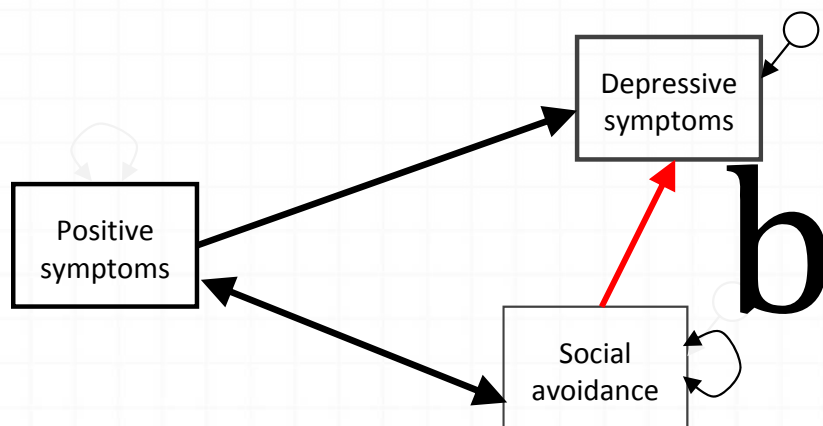 Depressive
symptoms
b
Positive
symptoms
Social
avoidance